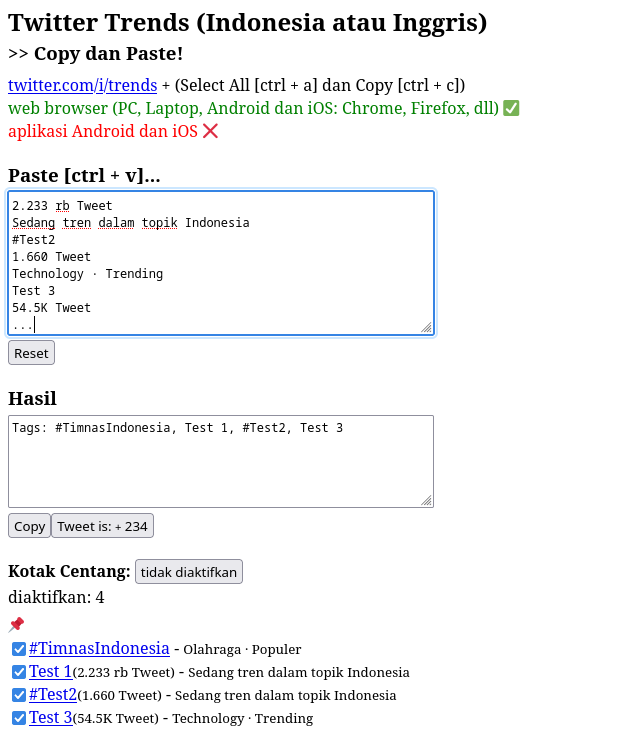 Twitter Trends (Indonesia atau Inggris)
>> Copy dan Paste!
twitter.com/i/trends + (Select All [ctrl + a] dan Copy [ctrl + c])
web browser (PC, Laptop, Android dan iOS: Chrome, Firefox, dll) ✅
aplikasi Android dan iOS ❌
Paste [ctrl + v]...
2.233 rb Tweet
Sedang tren dalam topik Indonesia
#Test2
1.660 Tweet
Technology · Trending
Test 3
54.5K Tweet
...
Reset
Hasil
Tags: #TimnasIndonesia, Test 1, #Test2, Test 3
Copy Tweet is: + 234
Kotak Centang: tidak diaktifkan
diaktifkan: 4
📌
#TimnasIndonesia - Olahraga · Populer
Test 1(2.233 rb Tweet) - Sedang tren dalam topik Indonesia
#Test2(1.660 Tweet) - Sedang tren dalam topik Indonesia
Test 3(54.5K Tweet) - Technology · Trending